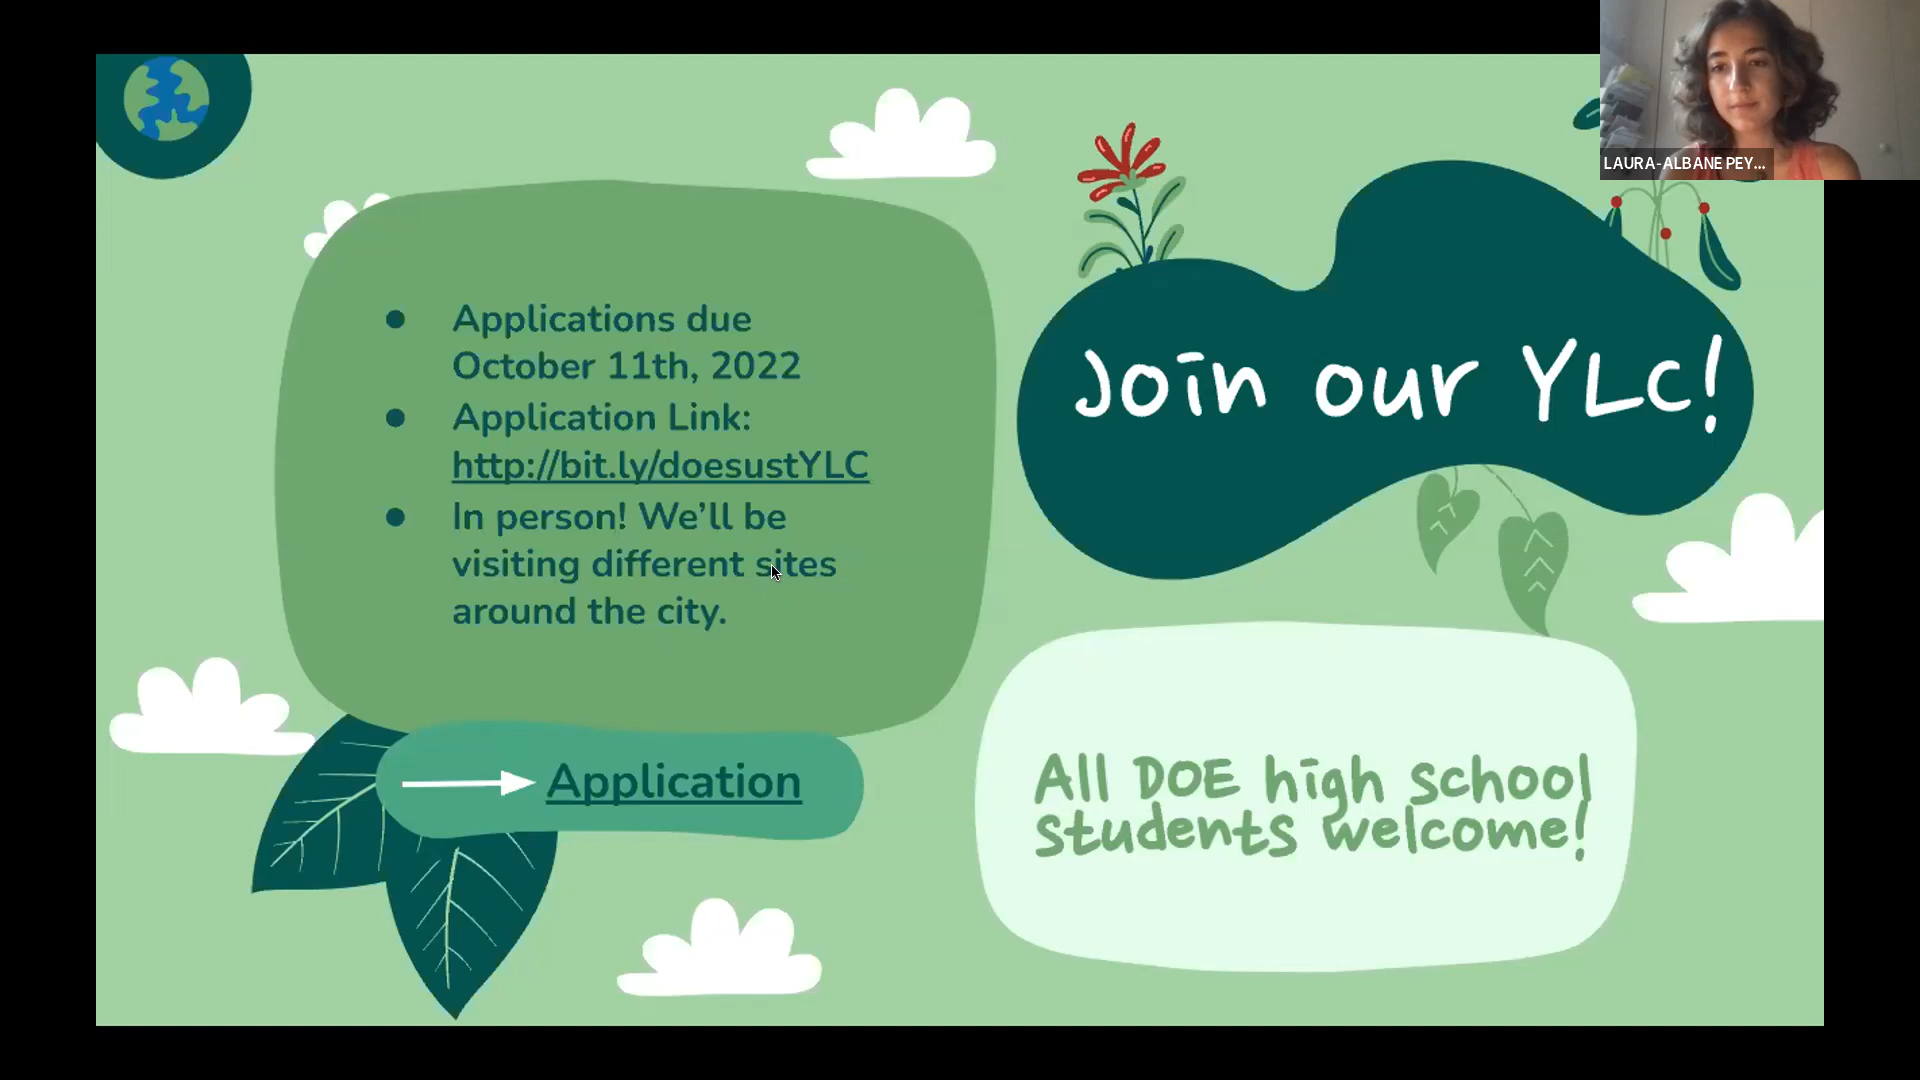 LAURA-ALBANE PEY...
Join our YLC!
● Applications due
October 11th, 2022
● Application Link:
http://bit.ly/doesustYLC
● In person! We’ll be
visiting different sites
around the city.
Application
All DOE high school
students welcome!